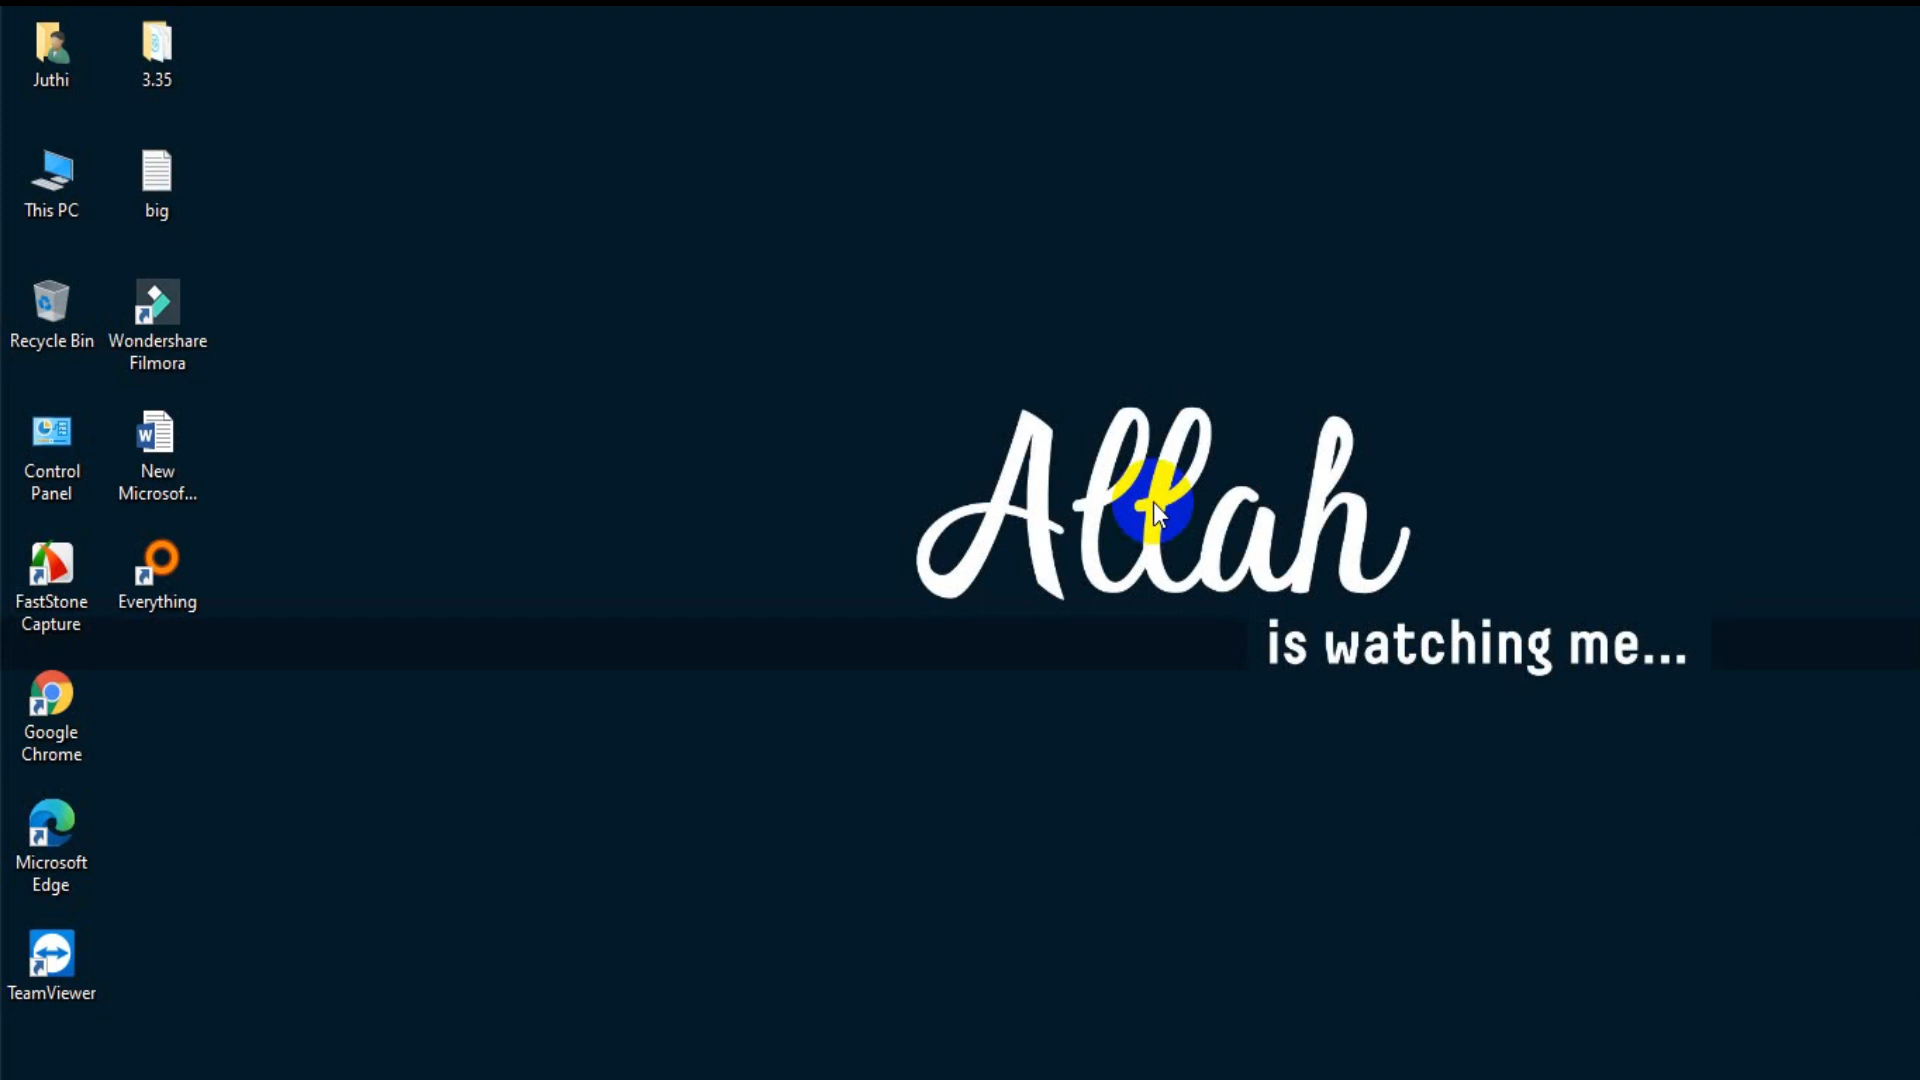 Juthi
3.35
This PC
big
Recycle Bin
Wondershare
Filmora
Control
Panel
New
Microsof...
FastStone
Capture
Everything
Google
Chrome
Microsoft
Edge
TeamViewer
Allah
is watching me...